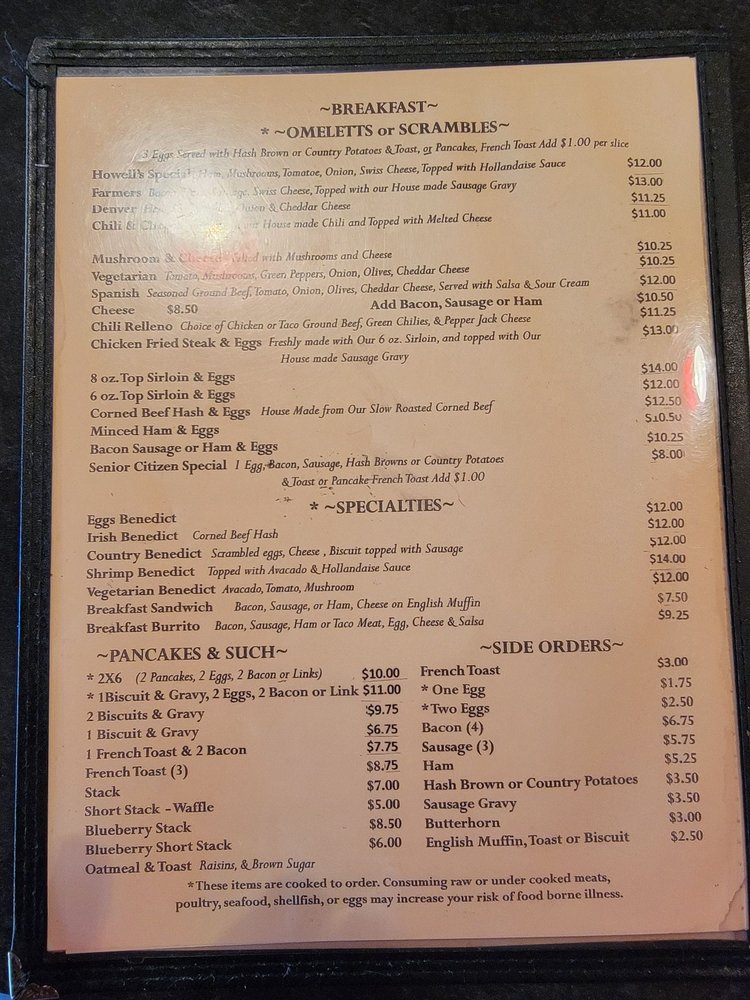 ~BREAKFAST~
* ~OMELETTS or SCRAMBLES~
3 Eggs Served with Hash Brown or Country Potatoes & Toast, or Pancakes, French Toast Add $1.00 per slice
Howell's Special, Ham, Mushrooms, Tomatoe, Onion, Swiss Cheese, Topped with Hollandaise Sauce $12.00
Farmers Swiss Cheese, Topped with our House made Sausage Gravy $13.00
Denver Onion & Cheddar Cheese $11.25
Chili & House made Chili and Topped with Melted Cheese $11.00
Mushroom & Cheese with Mushrooms and Cheese $10.25
Vegetarian Tomato, Mushrooms, Green Peppers, Onion, Olives, Cheddar Cheese $10.25
Spanish Seasoned Ground Beef, Tomato, Onion, Olives, Cheddar Cheese, Served with Salsa & Sour Cream $12.00
Cheese $8.50 Add Bacon, Sausage or Ham $10.50
Chili Relleno Choice of Chicken or Taco Ground Beef, Green Chilies, & Pepper Jack Cheese $11.25
Chicken Fried Steak & Eggs Freshly made with Our 6 oz. Sirloin, and topped with Our $13.00
House made Sausage Gravy
8 oz. Top Sirloin & Eggs $14.00
6 oz. Top Sirloin & Eggs $12.00
Corned Beef Hash & Eggs House Made from Our Slow Roasted Corned Beef $12.50
Minced Ham & Eggs $10.50
Bacon Sausage or Ham & Eggs $10.25
Senior Citizen Special 1 Egg, Bacon, Sausage, Hash Browns or Country Potatoes $8.00
& Toast or Pancake French Toast Add $1.00
* ~SPECIALTIES~
Eggs Benedict $12.00
Irish Benedict Corned Beef Hash $12.00
Country Benedict Scrambled eggs, Cheese , Biscuit topped with Sausage $12.00
Shrimp Benedict Topped with Avacado & Hollandaise Sauce $14.00
Vegetarian Benedict Avacado, Tomato, Mushroom $12.00
Breakfast Sandwich Bacon, Sausage, or Ham, Cheese on English Muffin $7.50
Breakfast Burrito Bacon, Sausage, Ham or Taco Meat, Egg, Cheese & Salsa $9.25
~PANCAKES & SUCH~
* 2X6 (2 Pancakes, 2 Eggs, 2 Bacon or Links) $10.00
* 1Biscuit & Gravy, 2 Eggs, 2 Bacon or Link $11.00
2 Biscuits & Gravy $9.75
1 Biscuit & Gravy $6.75
1 French Toast & 2 Bacon $7.75
French Toast (3) $8.75
Stack $7.00
Short Stack - Waffle $5.00
Blueberry Stack $8.50
Blueberry Short Stack $6.00
Oatmeal & Toast Raisins, & Brown Sugar
~SIDE ORDERS~
French Toast $3.00
* One Egg $1.75
* Two Eggs $2.50
Bacon (4) $6.75
Sausage (3) $5.75
Ham $5.25
Hash Brown or Country Potatoes $3.50
Sausage Gravy $3.50
Butterhorn $3.00
English Muffin, Toast or Biscuit $2.50
*These items are cooked to order. Consuming raw or under cooked meats,
poultry, seafood, shellfish, or eggs may increase your risk of food borne illness.